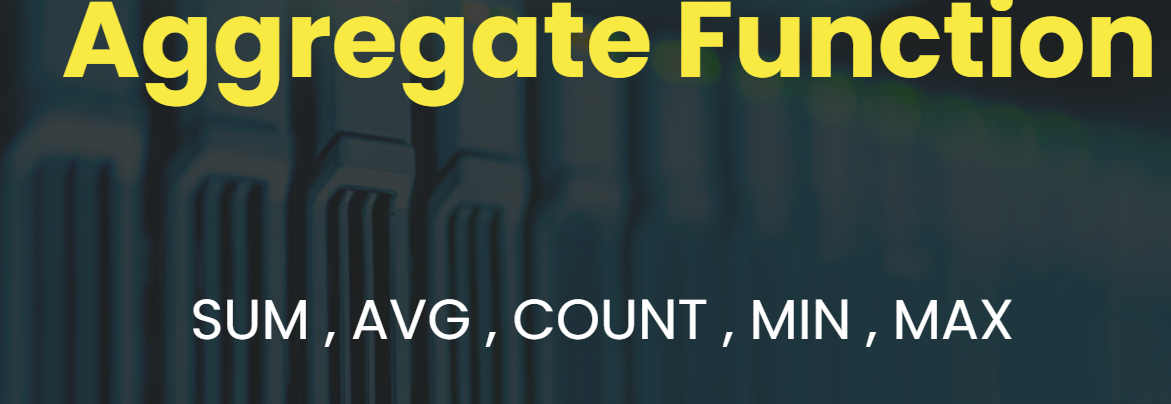 Aggregate Function
SUM , AVG , COUNT , MIN , MAX